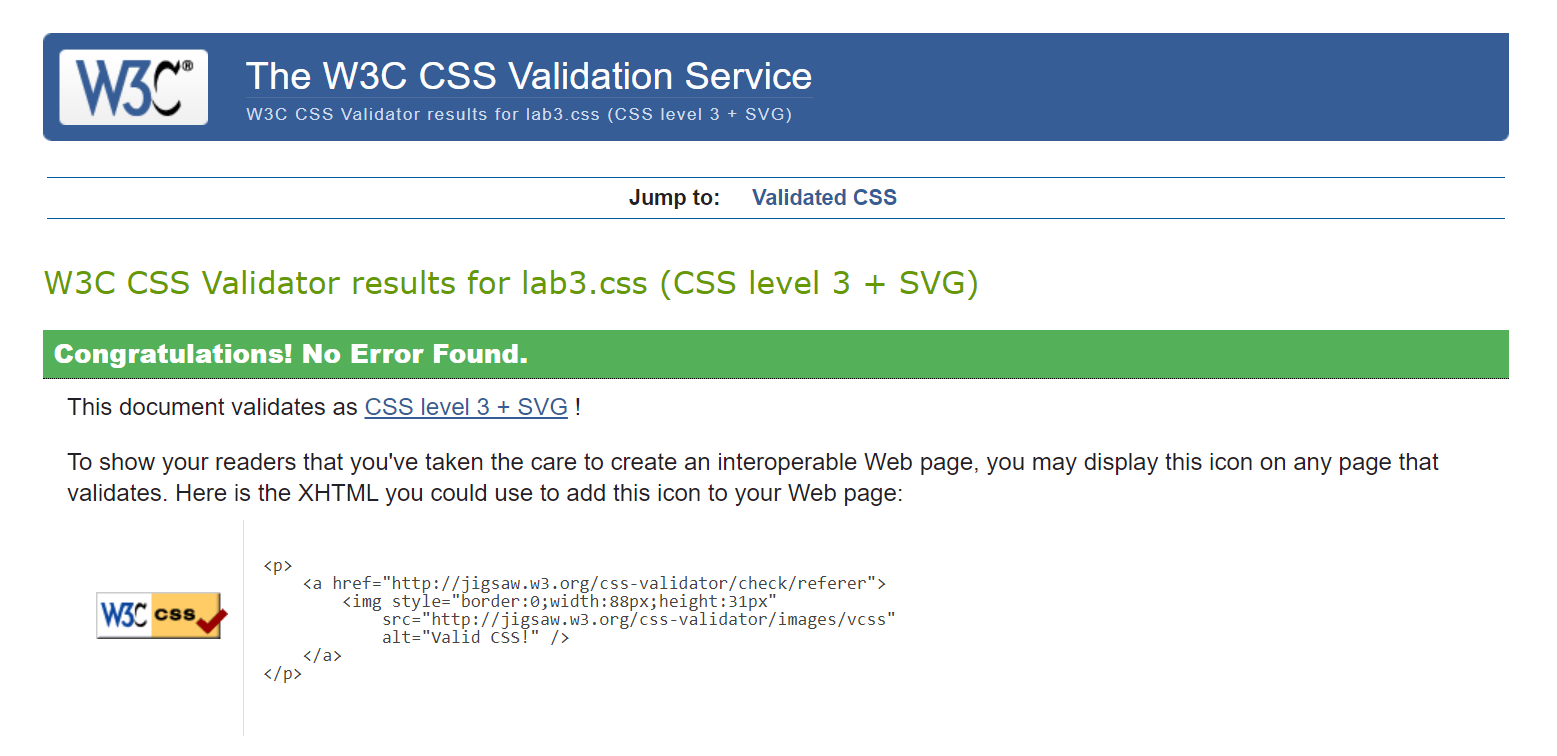 W3C®
The W3C CSS Validation Service
W3C CSS Validator results for lab3.css (CSS level 3 + SVG)
Jump to: Validated CSS
W3C CSS Validator results for lab3.css (CSS level 3 + SVG)
Congratulations! No Error Found.
This document validates as CSS level 3 + SVG !
To show your readers that you've taken the care to create an interoperable Web page, you may display this icon on any page that
validates. Here is the XHTML you could use to add this icon to your Web page:
W3C css
<p>
    <a href="http://jigsaw.w3.org/css-validator/check/referer">
        <img style="border:0;width:88px;height:31px"
            src="http://jigsaw.w3.org/css-validator/images/vcss"
            alt="Valid CSS!" />
    </a>
</p>